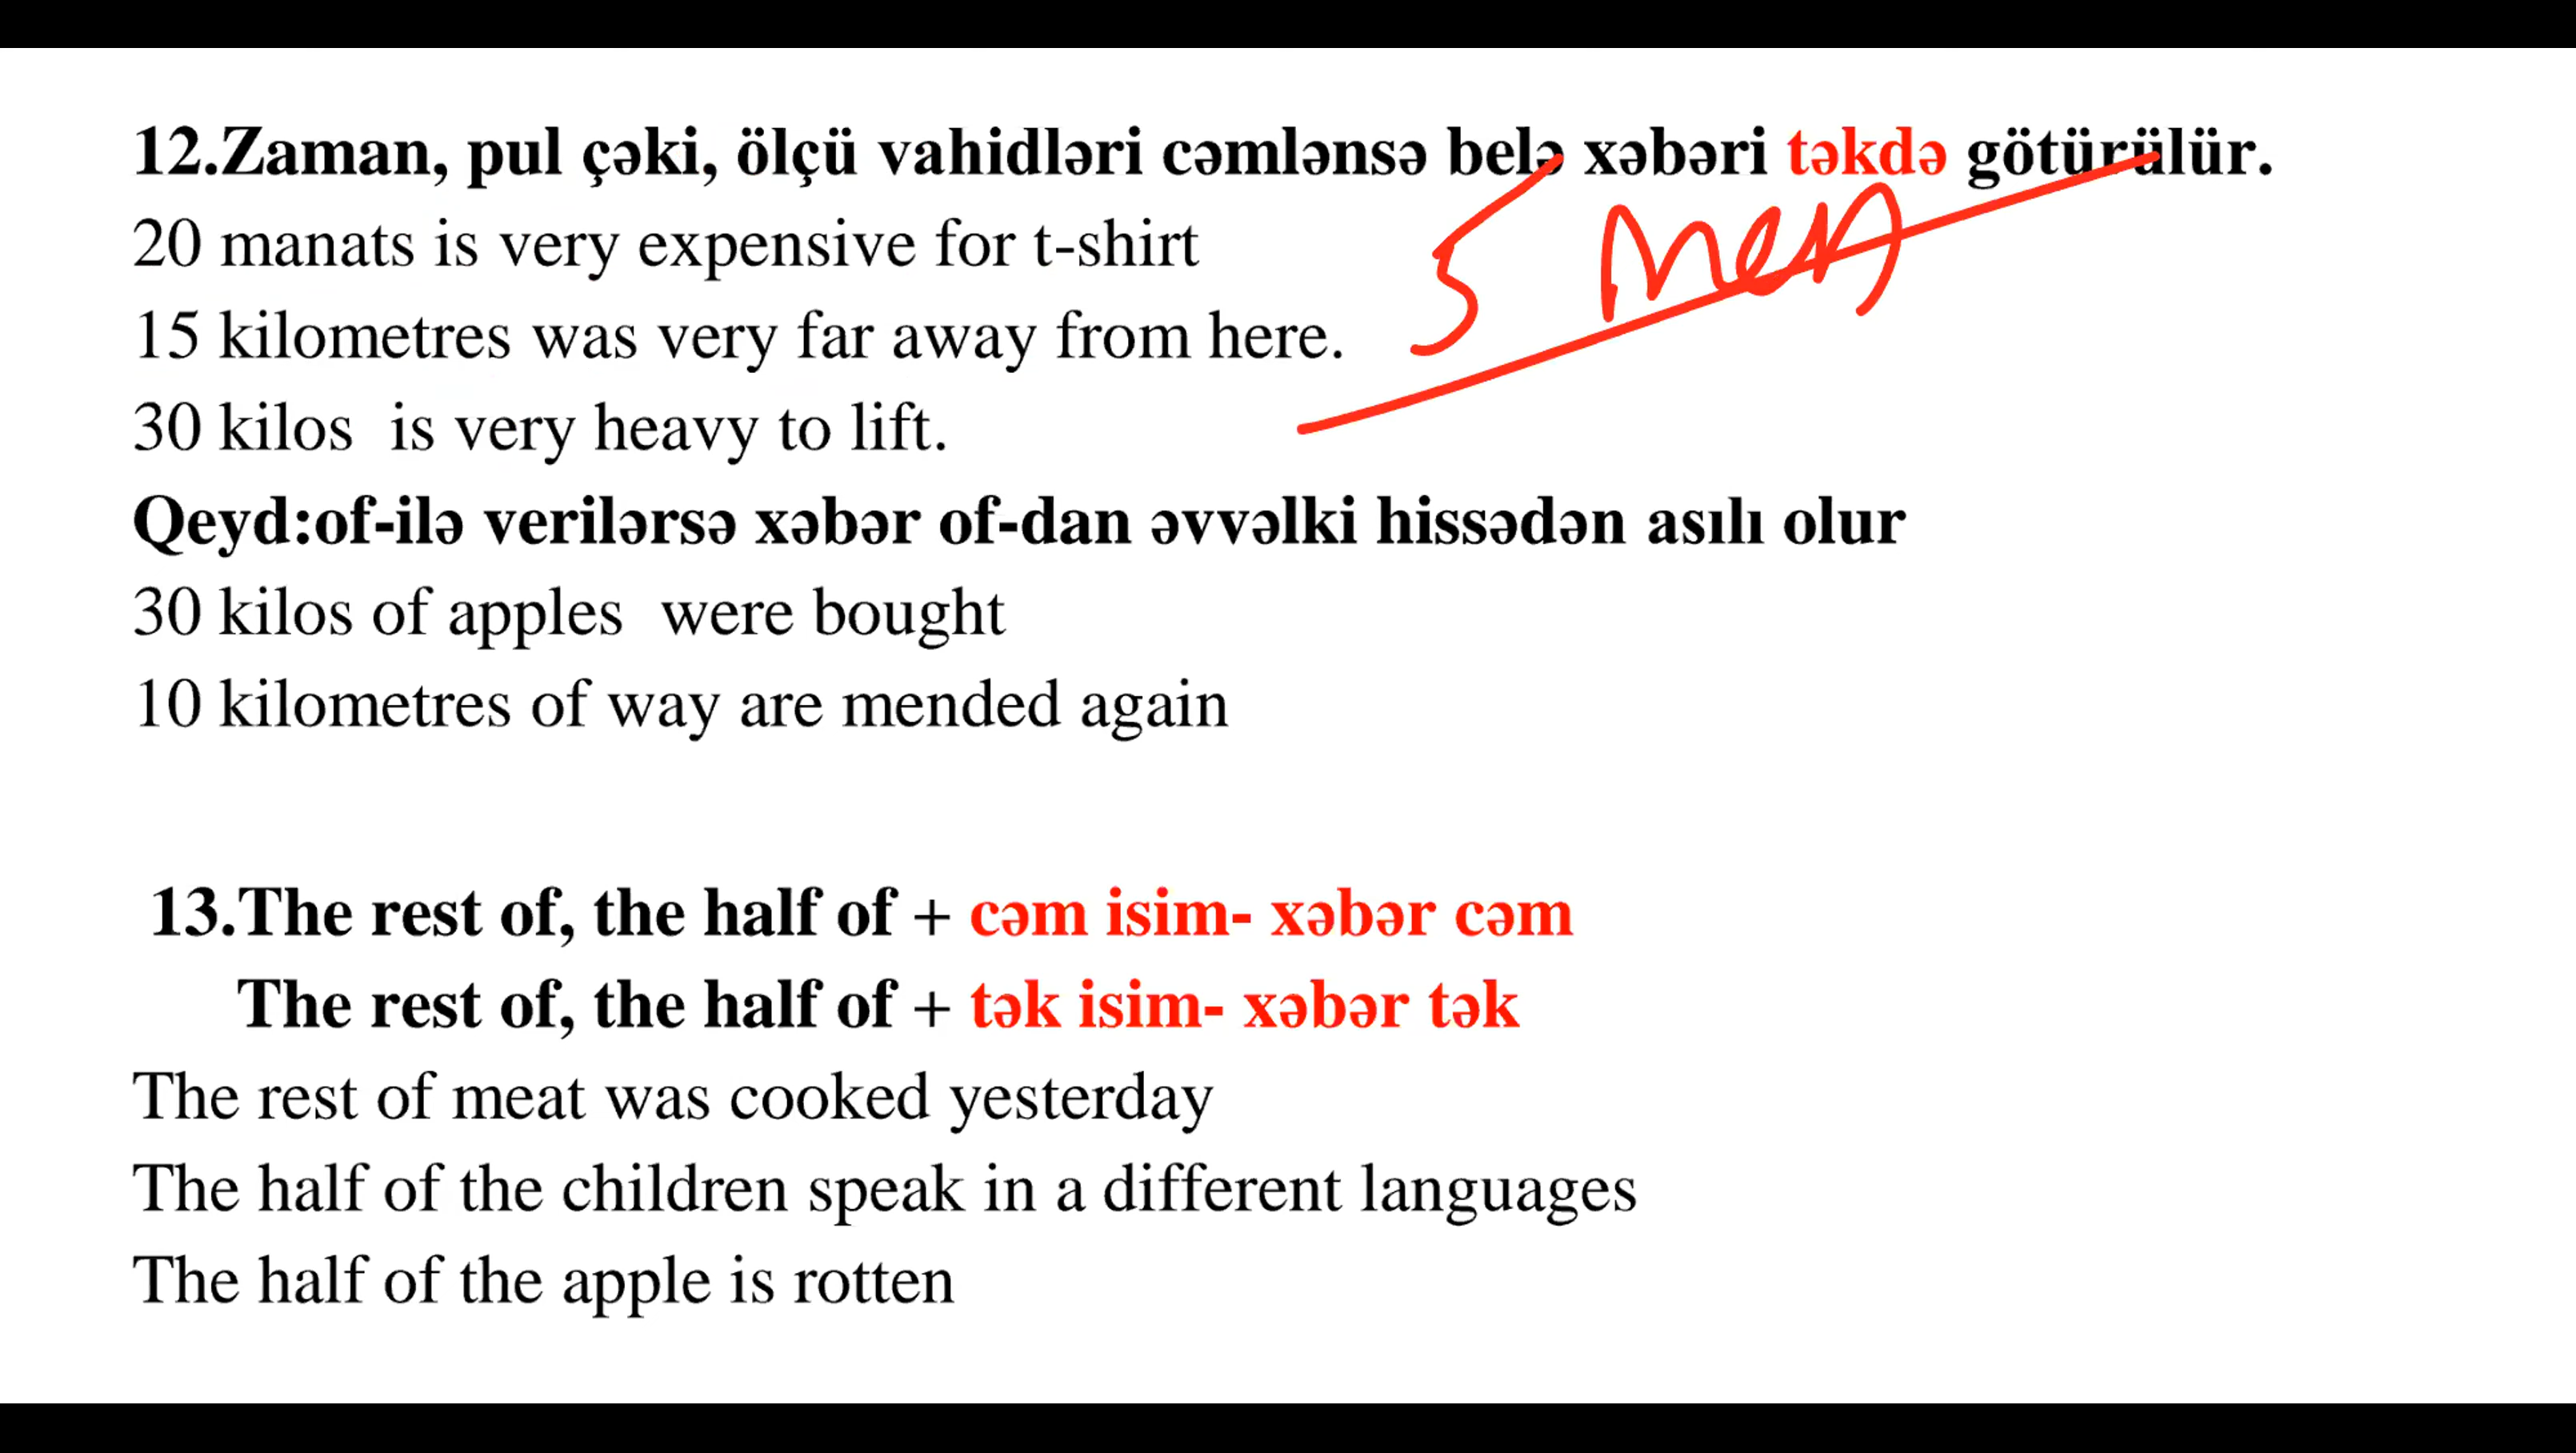 12.Zaman, pul çəki, ölçü vahidləri cəmlənsə belə xəbəri təkdə götürülür.
20 manats is very expensive for t-shirt
5 men
15 kilometres was very far away from here.
30 kilos is very heavy to lift.
Qeyd:of-ilə verilərsə xəbər of-dan əvvəlki hissədən asılı olur
30 kilos of apples were bought
10 kilometres of way are mended again
13.The rest of, the half of + cəm isim- xəbər cəm
The rest of, the half of + tək isim- xəbər tək
The rest of meat was cooked yesterday
The half of the children speak in a different languages
The half of the apple is rotten